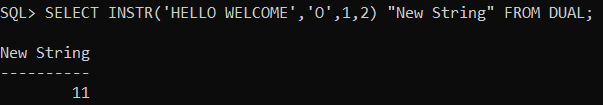 SQL> SELECT INSTR('HELLO WELCOME','O',1,2) "New String" FROM DUAL;
New String
----------
11